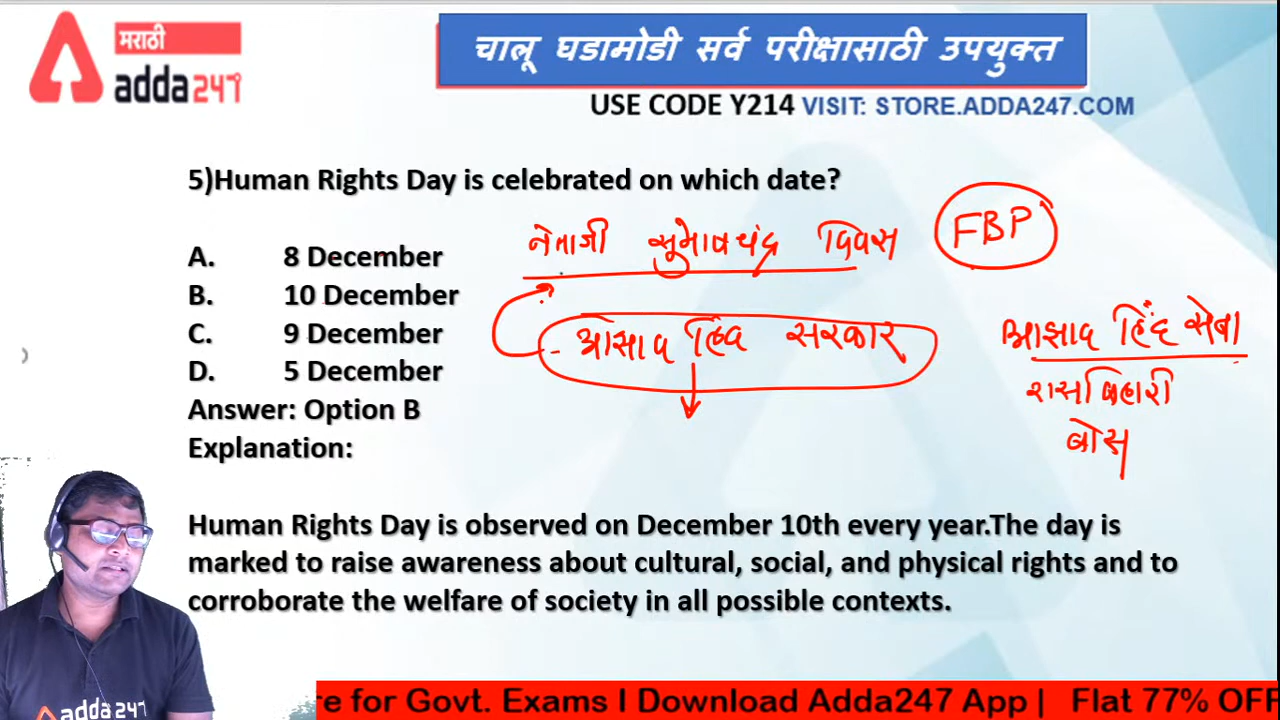 मराठी
adda247
चालू घडामोडी सर्व परीक्षासाठी उपयुक्त
USE CODE Y214 VISIT: STORE.ADDA247.COM
5)Human Rights Day is celebrated on which date?
A. 8 December
B. 10 December
C. 9 December
D. 5 December
Answer: Option B
Explanation:
नेताजी सुभाषचंद्र दिवस
FBP
आझाद हिंद सरकार
आझाद हिंद सेना
रासबिहारी
बोस
Human Rights Day is observed on December 10th every year.The day is
marked to raise awareness about cultural, social, and physical rights and to
corroborate the welfare of society in all possible contexts.
adda247
re for Govt. Exams I Download Adda247 App | Flat 77% OFF